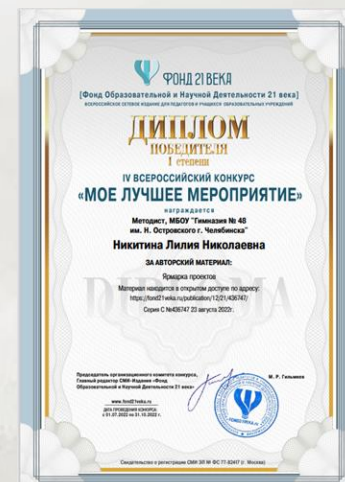 ФОНД 21 ВЕКА
[Фонд Образовательной и Научной Деятельности 21 века]
ВСЕРОССИЙСКОЕ СЕТЕВОЕ ИЗДАНИЕ ДЛЯ ПЕДАГОГОВ И УЧАЩИХСЯ ОБРАЗОВАТЕЛЬНЫХ УЧРЕЖДЕНИЙ
ДИПЛОМ
ПОБЕДИТЕЛЯ
1 степени
IV ВСЕРОССИЙСКИЙ КОНКУРС
«МОЕ ЛУЧШЕЕ МЕРОПРИЯТИЕ»
награждается
Методист, МБОУ "Гимназия № 48
им. Н. Островского г. Челябинска"
Никитина Лилия Николаевна
ЗА АВТОРСКИЙ МАТЕРИАЛ:
Ярмарка проектов
Материал находится в открытом доступе по адресу:
https://fond21veka.ru/publication/12/21/436747/
Серия С №436747 23 августа 2022г.
DIPLOMA
Председатель организационного комитета конкурса,
Главный редактор СМИ-Издания «Фонд
Образовательной и Научной Деятельности 21 века»
М. Р. Гильмиев
www.fond21veka.ru
ДАТА ПРОВЕДЕНИЯ КОНКУРСА:
с 01.07.2022 по 31.10.2022 г.
Свидетельство о регистрации СМИ ЭЛ № ФС 77-82417 (г. Москва)